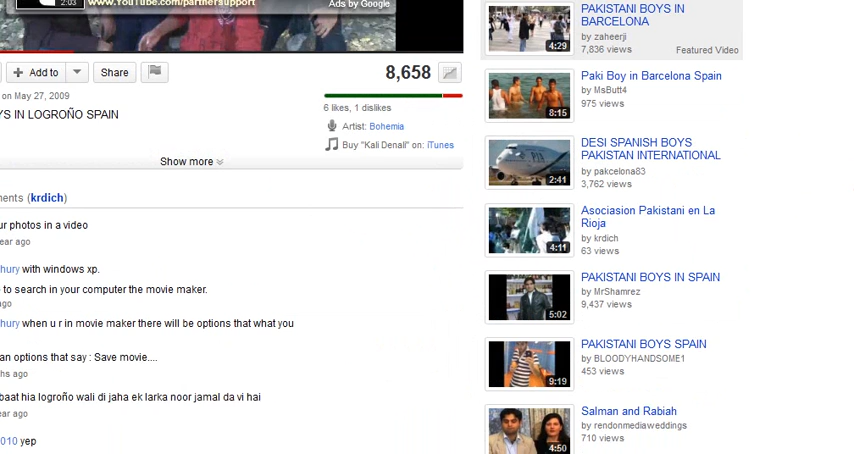 2:03
www.YouTube.com/partnersupport
Ads by Google
Add to
Share
8,658
on May 27, 2009
YS IN LOGROÑO SPAIN
6 likes, 1 dislikes
Artist: Bohemia
Buy "Kali Denali" on: iTunes
Show more
ments (krdich)
ur photos in a video
ear ago
hury with windows xp.
to search in your computer the movie maker.
ago
hury when u r in movie maker there will be options that what you
an options that say : Save movie....
hs ago
baat hia logroño wali di jaha ek larka noor jamal da vi hai
ear ago
010 yep
PAKISTANI BOYS IN
BARCELONA
by zaheerji
7,836 views
Featured Video
4:29
Paki Boy in Barcelona Spain
by MsButt4
975 views
8:15
DESI SPANISH BOYS
PAKISTAN INTERNATIONAL
by pakcelona83
3,762 views
PIA
2:41
Asociasion Pakistani en La
Rioja
by krdich
63 views
4:11
PAKISTANI BOYS IN SPAIN
by MrShamrez
9,437 views
5:02
PAKISTANI BOYS SPAIN
by BLOODYHANDSOME1
453 views
9:19
Salman and Rabiah
by rendonmediaweddings
710 views
4:50